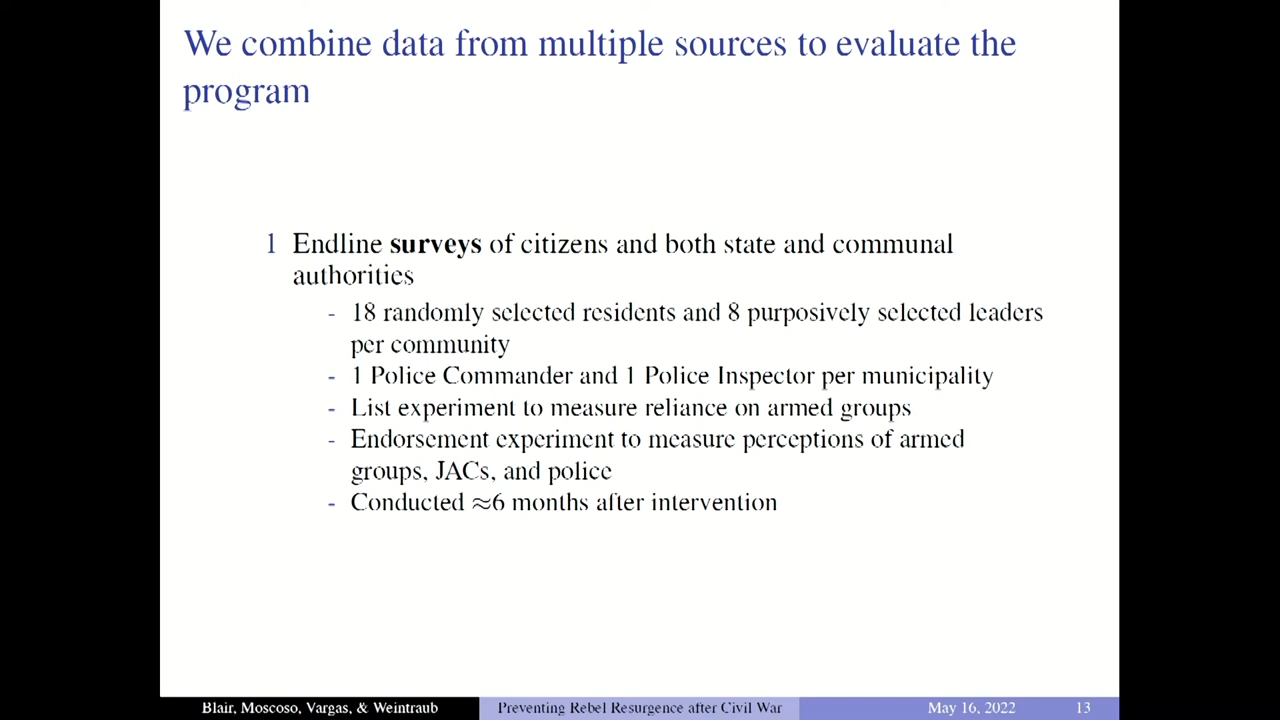 We combine data from multiple sources to evaluate the
program
1 Endline surveys of citizens and both state and communal
authorities
- 18 randomly selected residents and 8 purposively selected leaders
per community
- 1 Police Commander and 1 Police Inspector per municipality
- List experiment to measure reliance on armed groups
- Endorsement experiment to measure perceptions of armed
groups, JACs, and police
- Conducted ≈6 months after intervention
Blair, Moscoso, Vargas, & Weintraub Preventing Rebel Resurgence after Civil War May 16, 2022 13